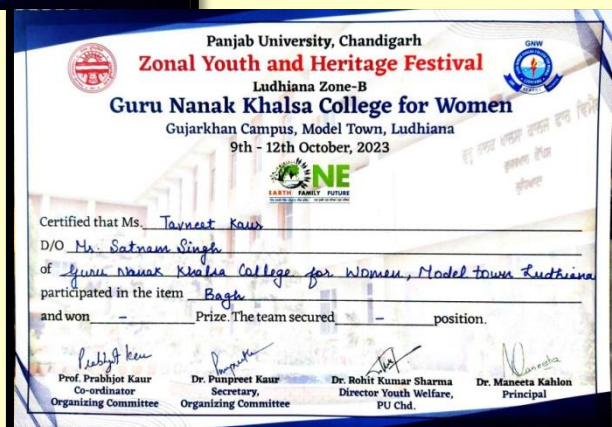 Panjab University, Chandigarh
GNW
Zonal Youth and Heritage Festival
Ludhiana Zone-B
Guru Nanak Khalsa College for Women
Gujarkhan Campus, Model Town, Ludhiana
9th - 12th October, 2023
ONE
EARTH FAMILY FUTURE
Certified that Ms. Tavneet Kaur
D/O Mr. Satnam Singh
of Guru Nanak Khalsa College for Women, Model town Ludhiana
participated in the item Bagh
and won - Prize. The team secured - position.
Prof. Prabhjot Kaur
Co-ordinator
Organizing Committee
Dr. Punpreet Kaur
Secretary,
Organizing Committee
Dr. Rohit Kumar Sharma
Director Youth Welfare,
PU Chd.
Maneeta
Dr. Maneeta Kahlon
Principal